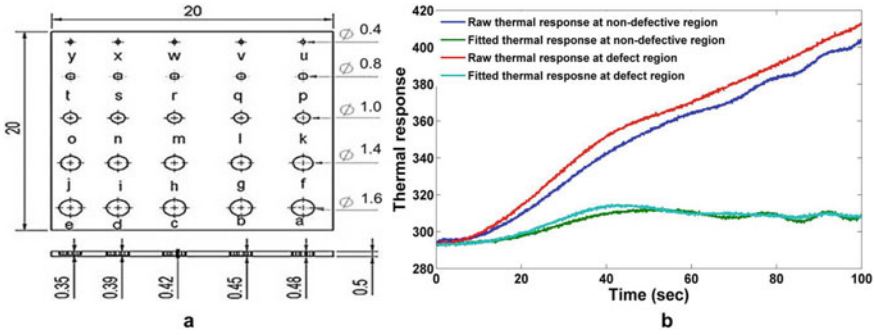 20
20
Ø 0.4
y x w v u
Ø 0.8
t s r q p
Ø 1.0
o n m l k
Ø 1.4
j i h g f
Ø 1.6
e d c b a
0.35 0.39 0.42 0.45 0.48 0.5
a
Thermal response
420
400
380
360
340
320
300
280
Raw thermal response at non-defective region
Fitted thermal response at non-defective region
Raw thermal response at defect region
Fitted thermal respoñse at defect region
0 20 40 60 80 100
Time (sec)
b